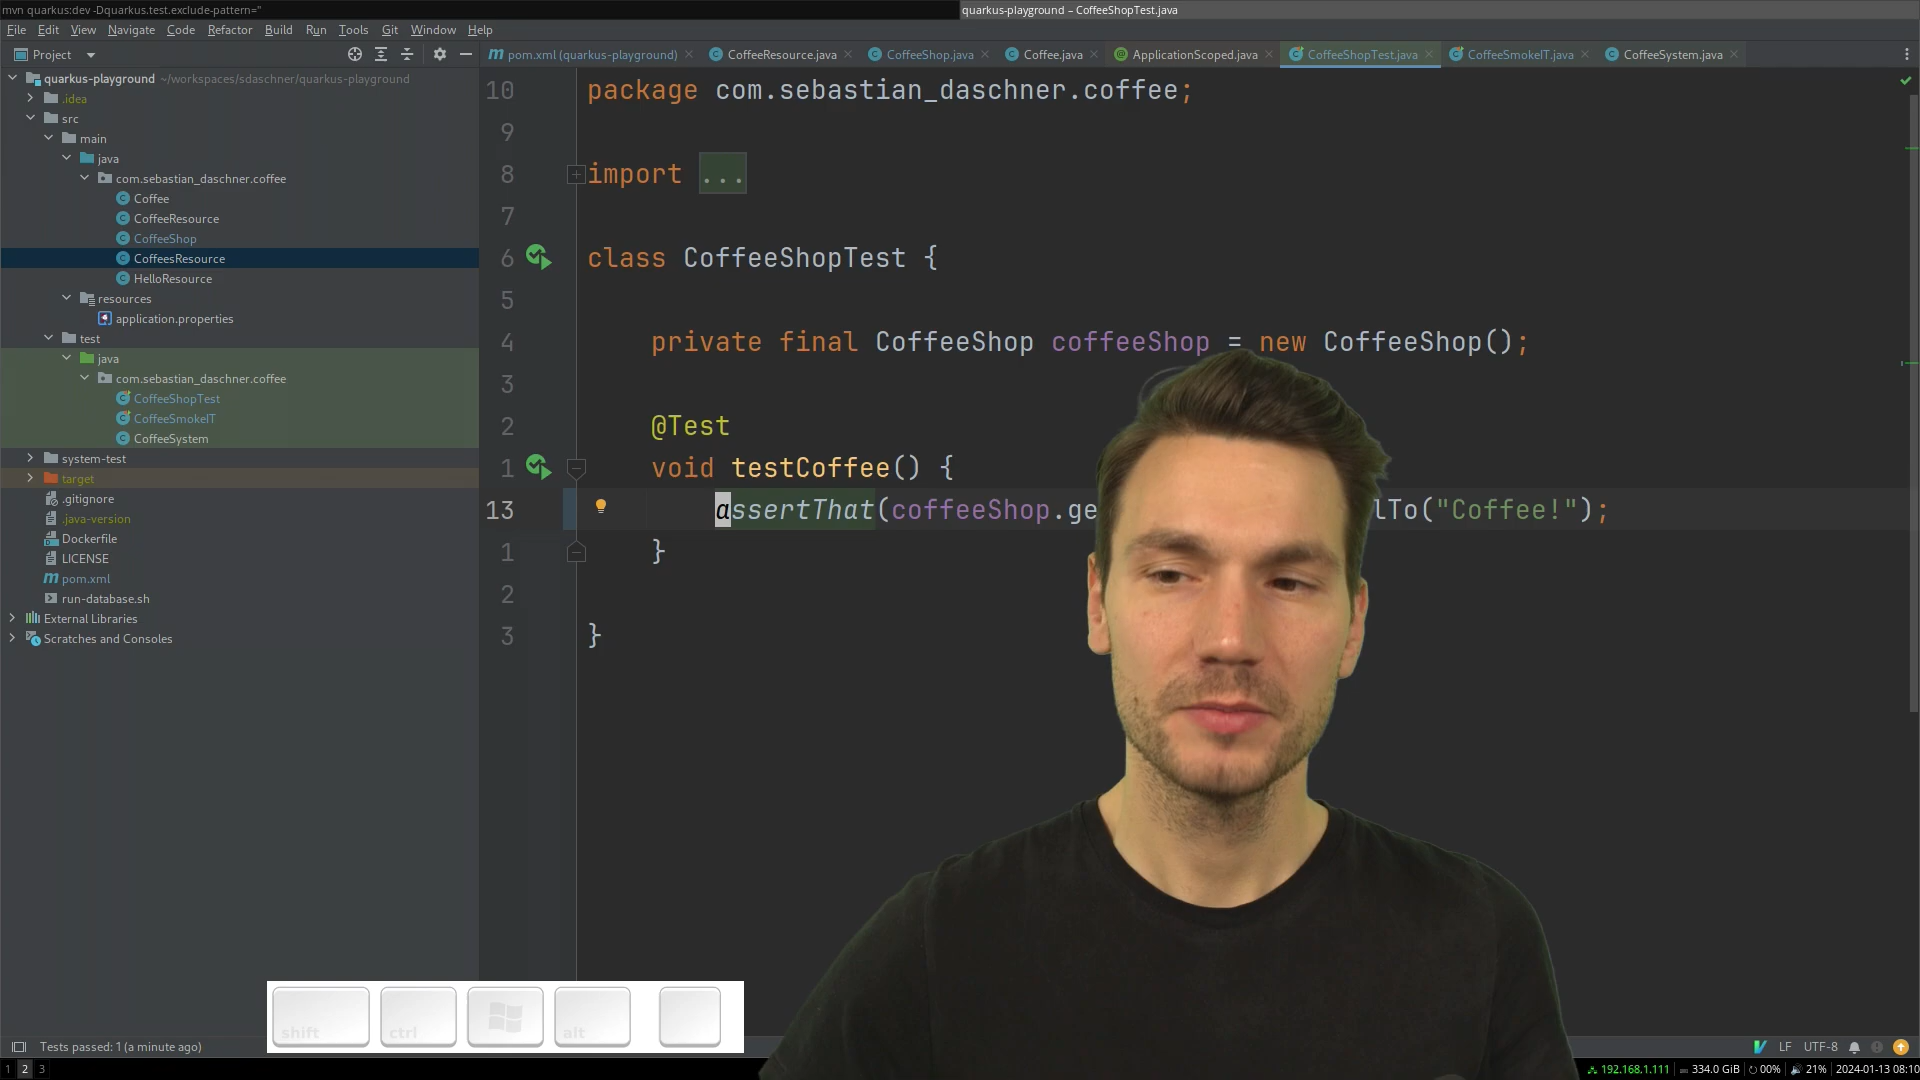 mvn quarkus:dev -Dquarkus.test.exclude-pattern=''
quarkus-playground – CoffeeShopTest.java
File Edit View Navigate Code Refactor Build Run Tools Git Window Help
Project
pom.xml (quarkus-playground) CoffeeResource.java CoffeeShop.java Coffee.java ApplicationScoped.java CoffeeShopTest.java CoffeeSmokeIT.java CoffeeSystem.java
quarkus-playground ~/workspaces/sdaschner/quarkus-playground
.idea
src
main
java
com.sebastian_daschner.coffee
Coffee
CoffeeResource
CoffeeShop
CoffeesResource
HelloResource
resources
application.properties
test
java
com.sebastian_daschner.coffee
CoffeeShopTest
CoffeeSmokeIT
CoffeeSystem
system-test
target
.gitignore
.java-version
Dockerfile
LICENSE
pom.xml
run-database.sh
External Libraries
Scratches and Consoles
10 package com.sebastian_daschner.coffee;
9
8 import ...
7
6 class CoffeeShopTest {
5
4 private final CoffeeShop coffeeShop = new CoffeeShop();
3
2 @Test
1 void testCoffee() {
13 assertThat(coffeeShop.ge lTo("Coffee!");
1 }
2
3 }
shift ctrl alt
Tests passed: 1 (a minute ago)
LF UTF-8
1 2 3
192.168.1.111 334.0 GiB 00% 21% 2024-01-13 08:10